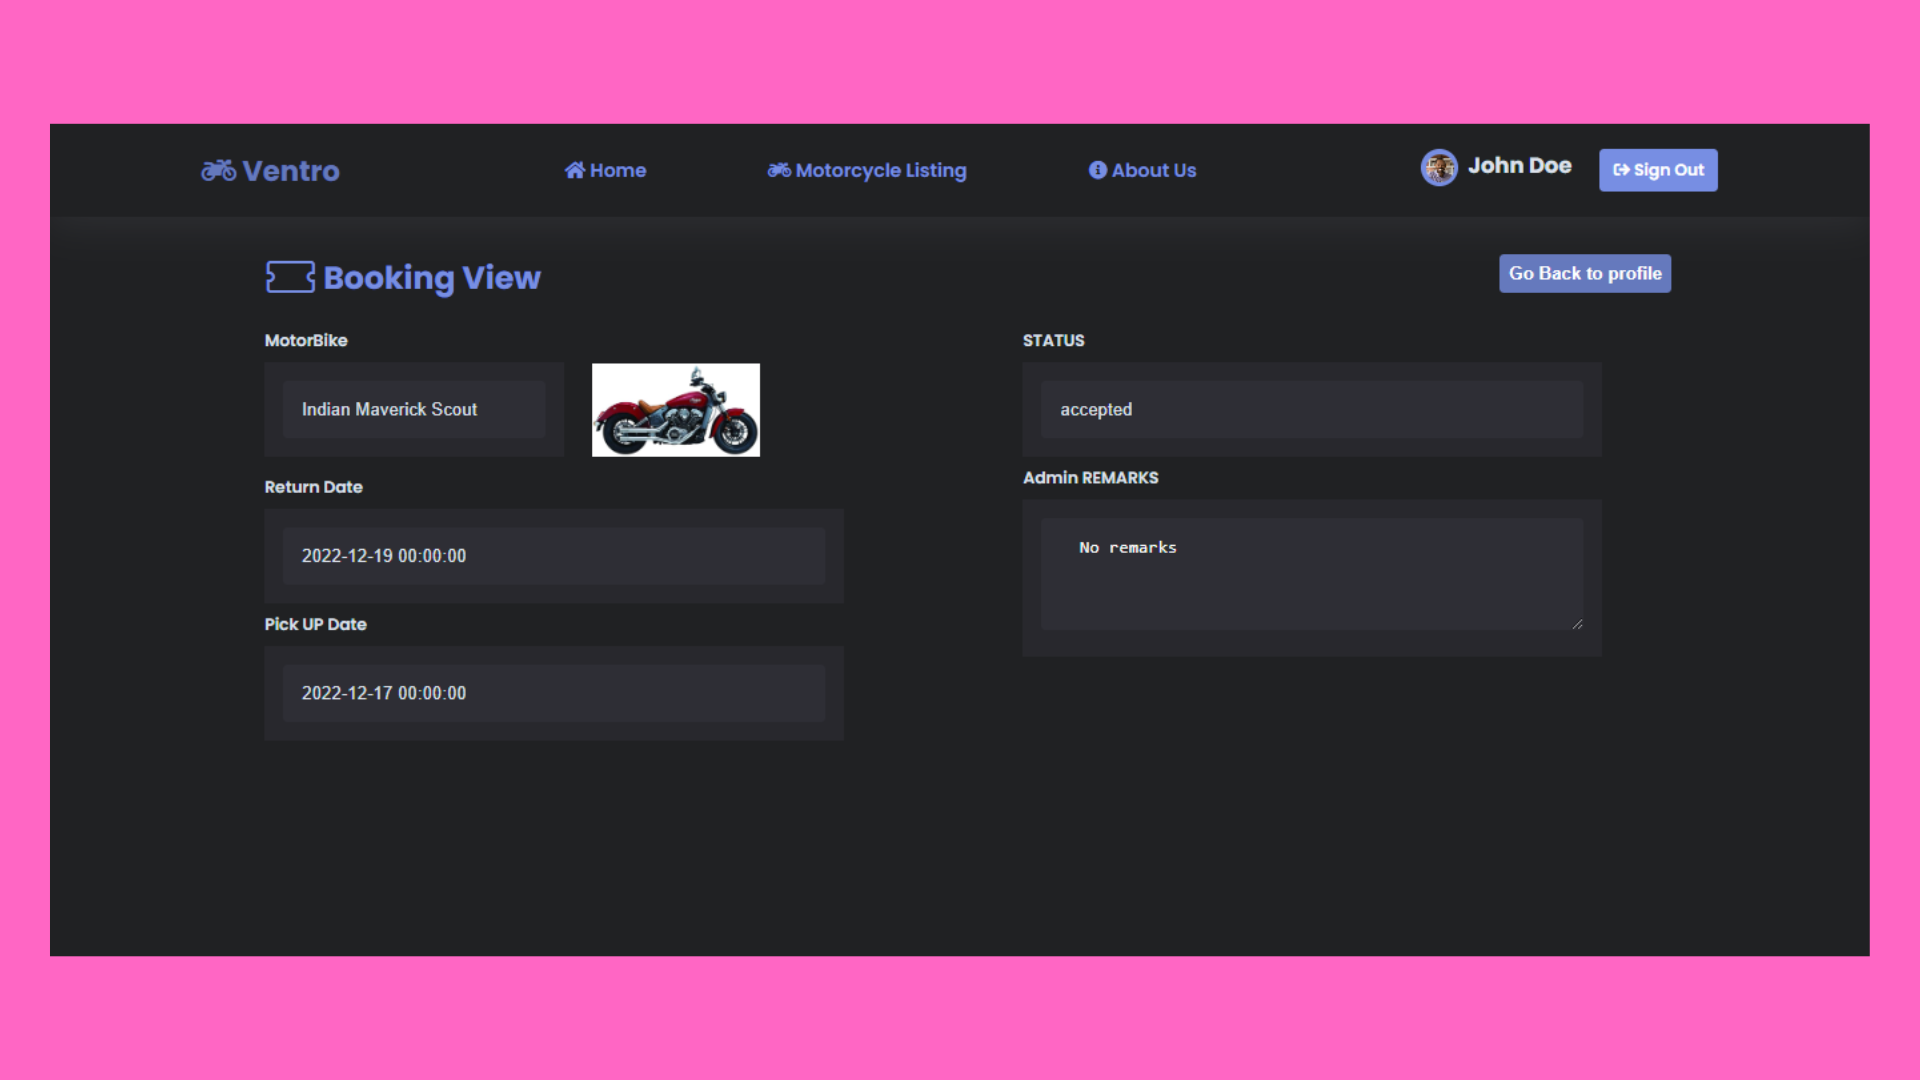 Ventro
Home
Motorcycle Listing
About Us
John Doe
Sign Out
Booking View
Go Back to profile
MotorBike
Indian Maverick Scout
Return Date
2022-12-19 00:00:00
Pick UP Date
2022-12-17 00:00:00
STATUS
accepted
Admin REMARKS
No remarks